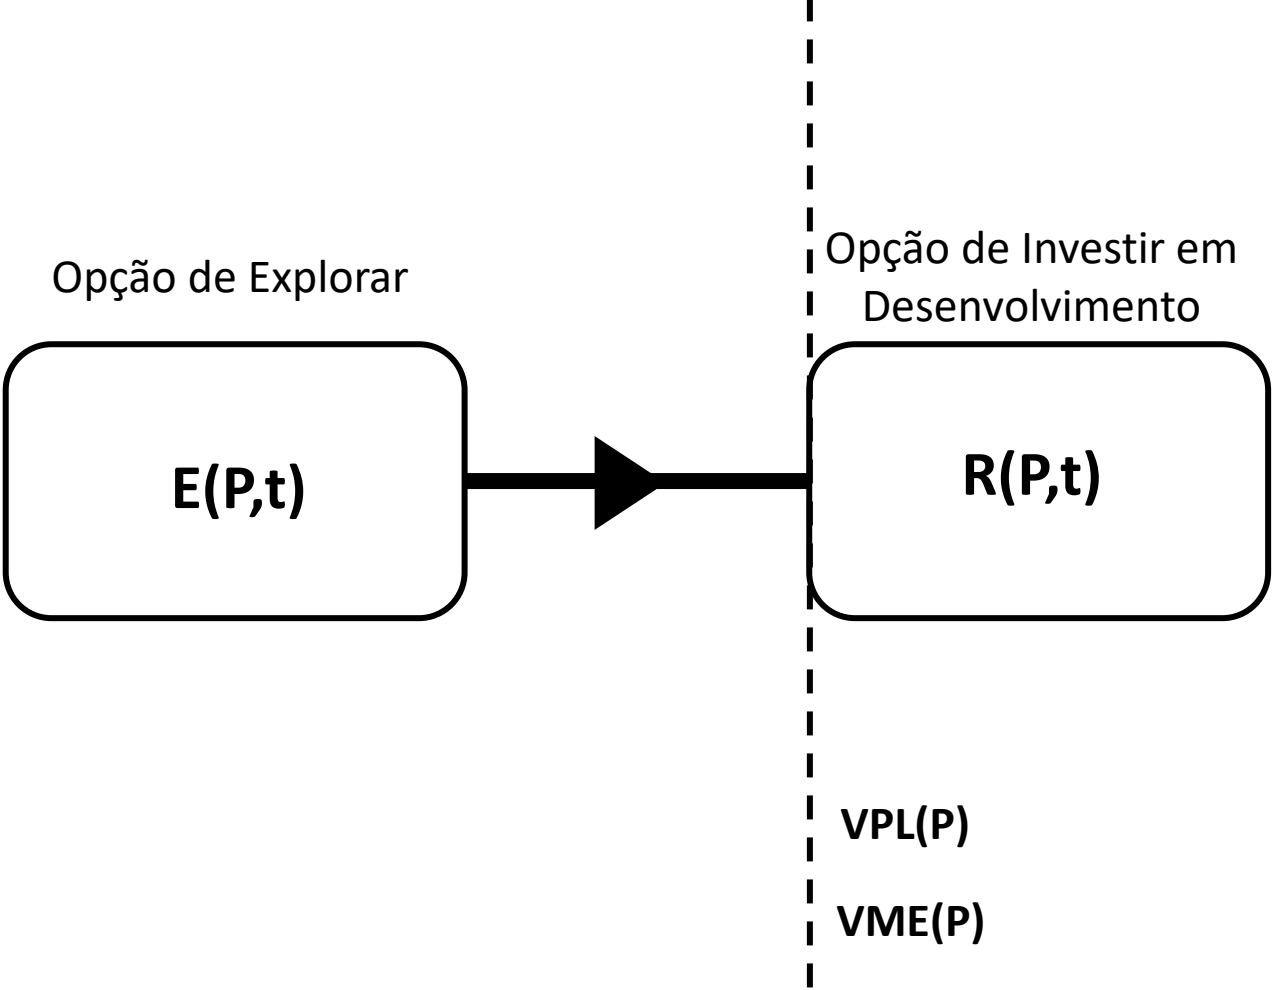 Opção de Explorar
Opção de Investir em
Desenvolvimento
E(P,t)
R(P,t)
VPL(P)
VME(P)